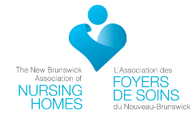 The New Brunswick
Association of
NURSING
HOMES
L'Association des
FOYERS
DE SOINS
du Nouveau-Brunswick